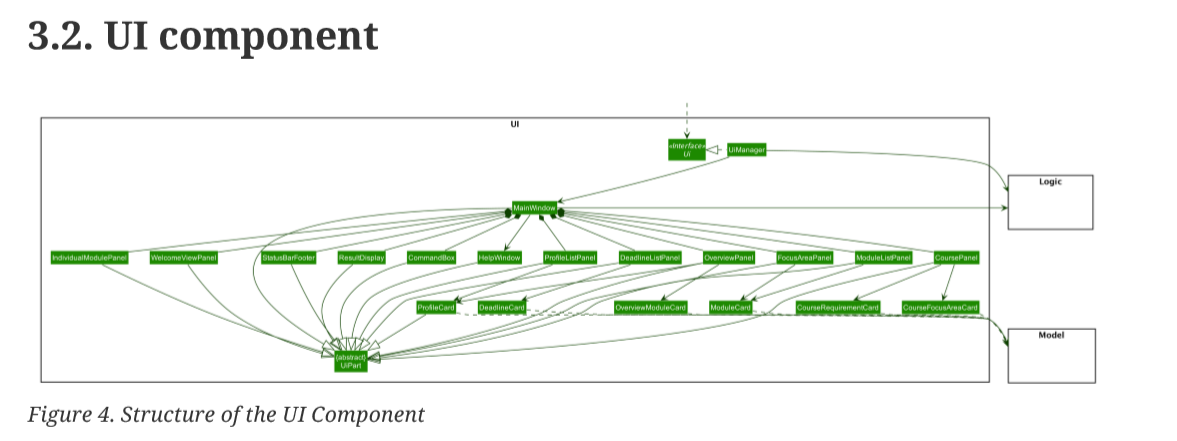 3.2. UI component
UI
«interface»
Ui
UiManager
Logic
MainWindow
IndividualModulePanel WelcomeViewPanel StatusBarFooter ResultDisplay CommandBox HelpWindow ProfileListPanel DeadlineListPanel OverviewPanel FocusAreaPanel ModuleListPanel CoursePanel
ProfileCard DeadlineCard OverviewModuleCard ModuleCard CourseRequirementCard CourseFocusAreaCard
Model
{abstract}
UiPart
Figure 4. Structure of the UI Component